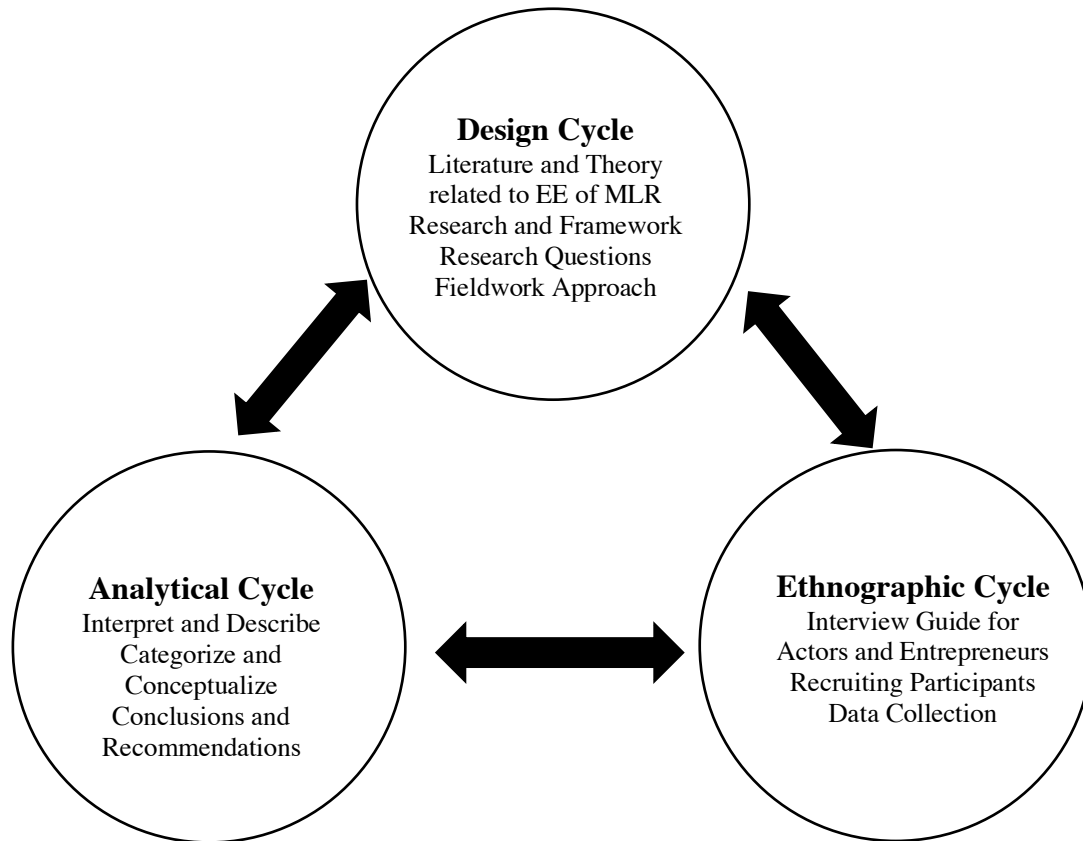 Design Cycle
Literature and Theory
related to EE of MLR
Research and Framework
Research Questions
Fieldwork Approach
Analytical Cycle
Interpret and Describe
Categorize and
Conceptualize
Conclusions and
Recommendations
Ethnographic Cycle
Interview Guide for
Actors and Entrepreneurs
Recruiting Participants
Data Collection